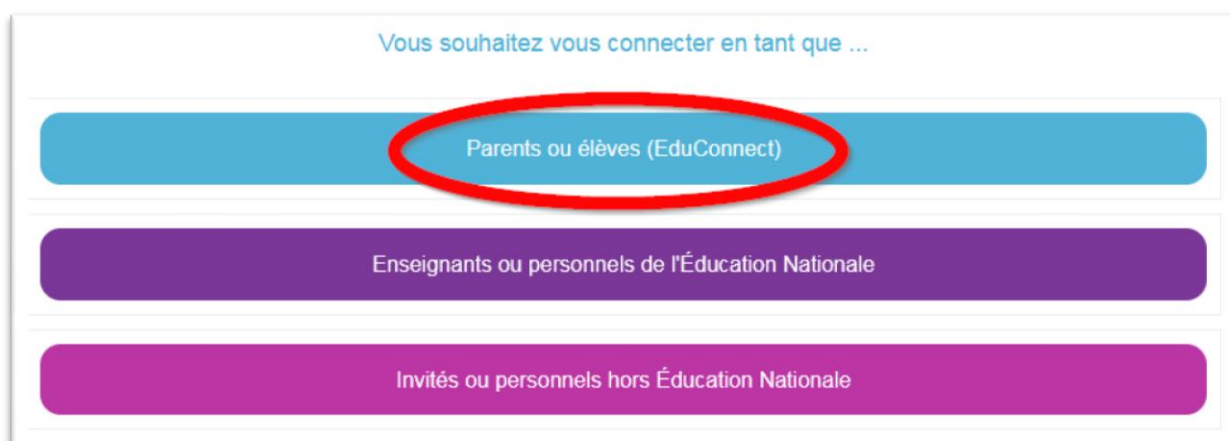 Vous souhaitez vous connecter en tant que ...
Parents ou élèves (EduConnect)
Enseignants ou personnels de l'Éducation Nationale
Invités ou personnels hors Éducation Nationale